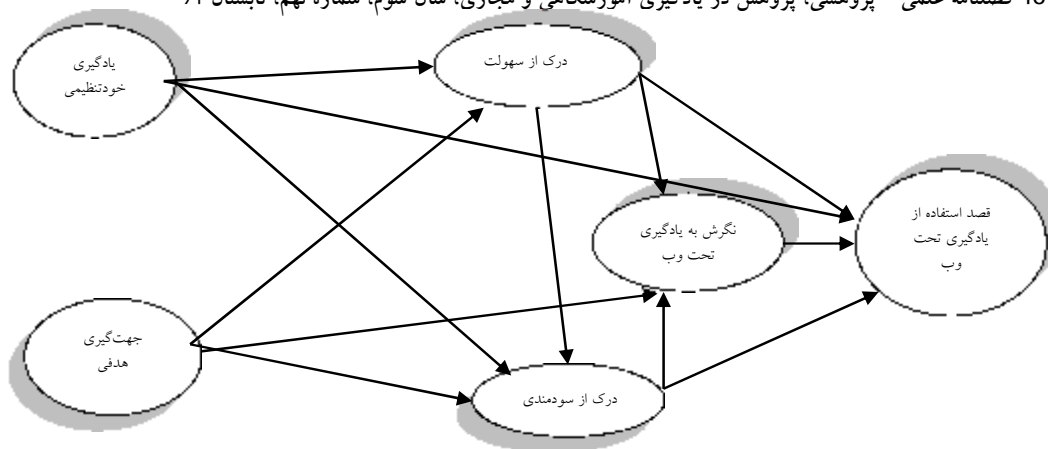 فصلنامه علمی - پژوهشی، پژوهش در یادگیری آموزشگاهی و مجازی، سال سوم، شماره نهم، تابستان
یادگیری
خودتنظیمی
درک از سهولت
قصد استفاده از
یادگیری تحت
وب
نگرش به یادگیری
تحت وب
جهت‌گیری
هدفی
درک از سودمندی